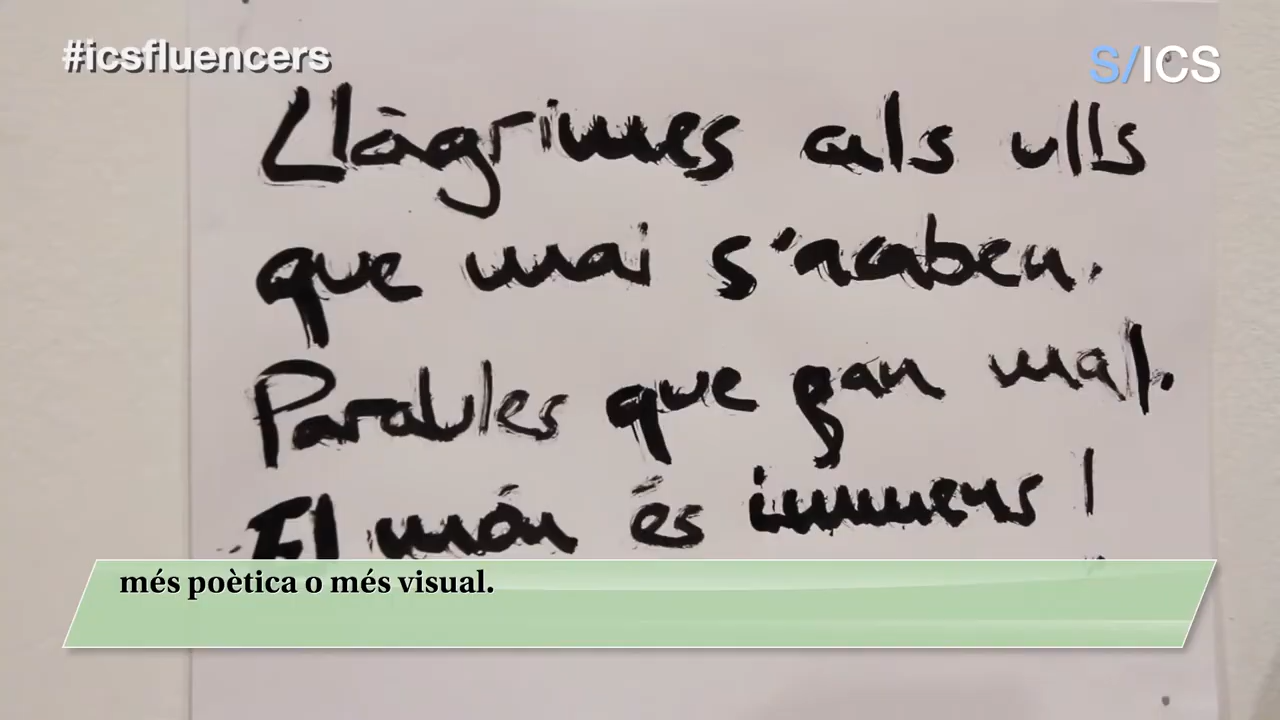 #icsfluencers
S/ICS
Llàgrimes als ulls
que mai s'acaben.
Paraules que fan mal.
El món és immens!
més poètica o més visual.